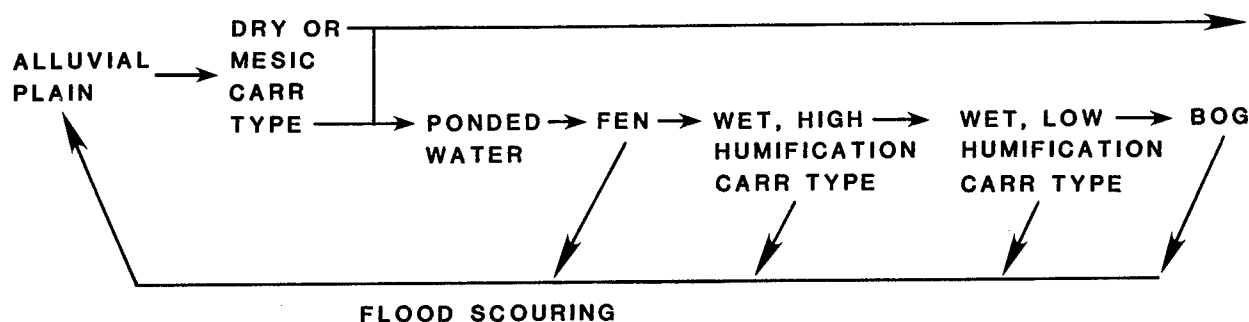 ALLUVIAL
PLAIN
DRY OR
MESIC
CARR
TYPE
PONDED
WATER
FEN
WET, HIGH
HUMIFICATION
CARR TYPE
WET, LOW
HUMIFICATION
CARR TYPE
BOG
FLOOD SCOURING